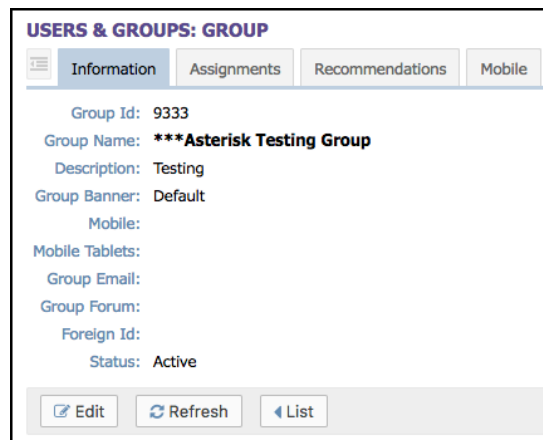 USERS & GROUPS: GROUP
Information Assignments Recommendations Mobile
Group Id: 9333
Group Name: ***Asterisk Testing Group
Description: Testing
Group Banner: Default
Mobile:
Mobile Tablets:
Group Email:
Group Forum:
Foreign Id:
Status: Active
Edit Refresh List